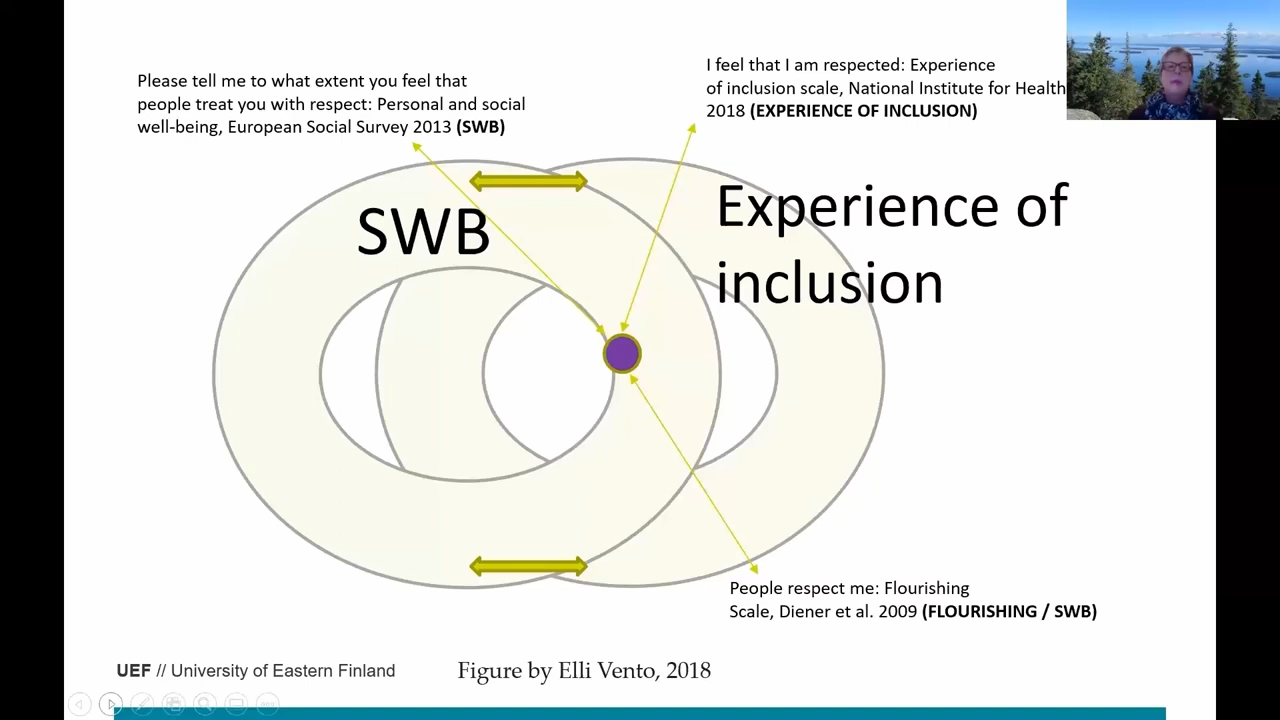 Please tell me to what extent you feel that
people treat you with respect: Personal and social
well-being, European Social Survey 2013 (SWB)
I feel that I am respected: Experience
of inclusion scale, National Institute for Health
2018 (EXPERIENCE OF INCLUSION)
SWB
Experience of
inclusion
People respect me: Flourishing
Scale, Diener et al. 2009 (FLOURISHING / SWB)
UEF // University of Eastern Finland
Figure by Elli Vento, 2018